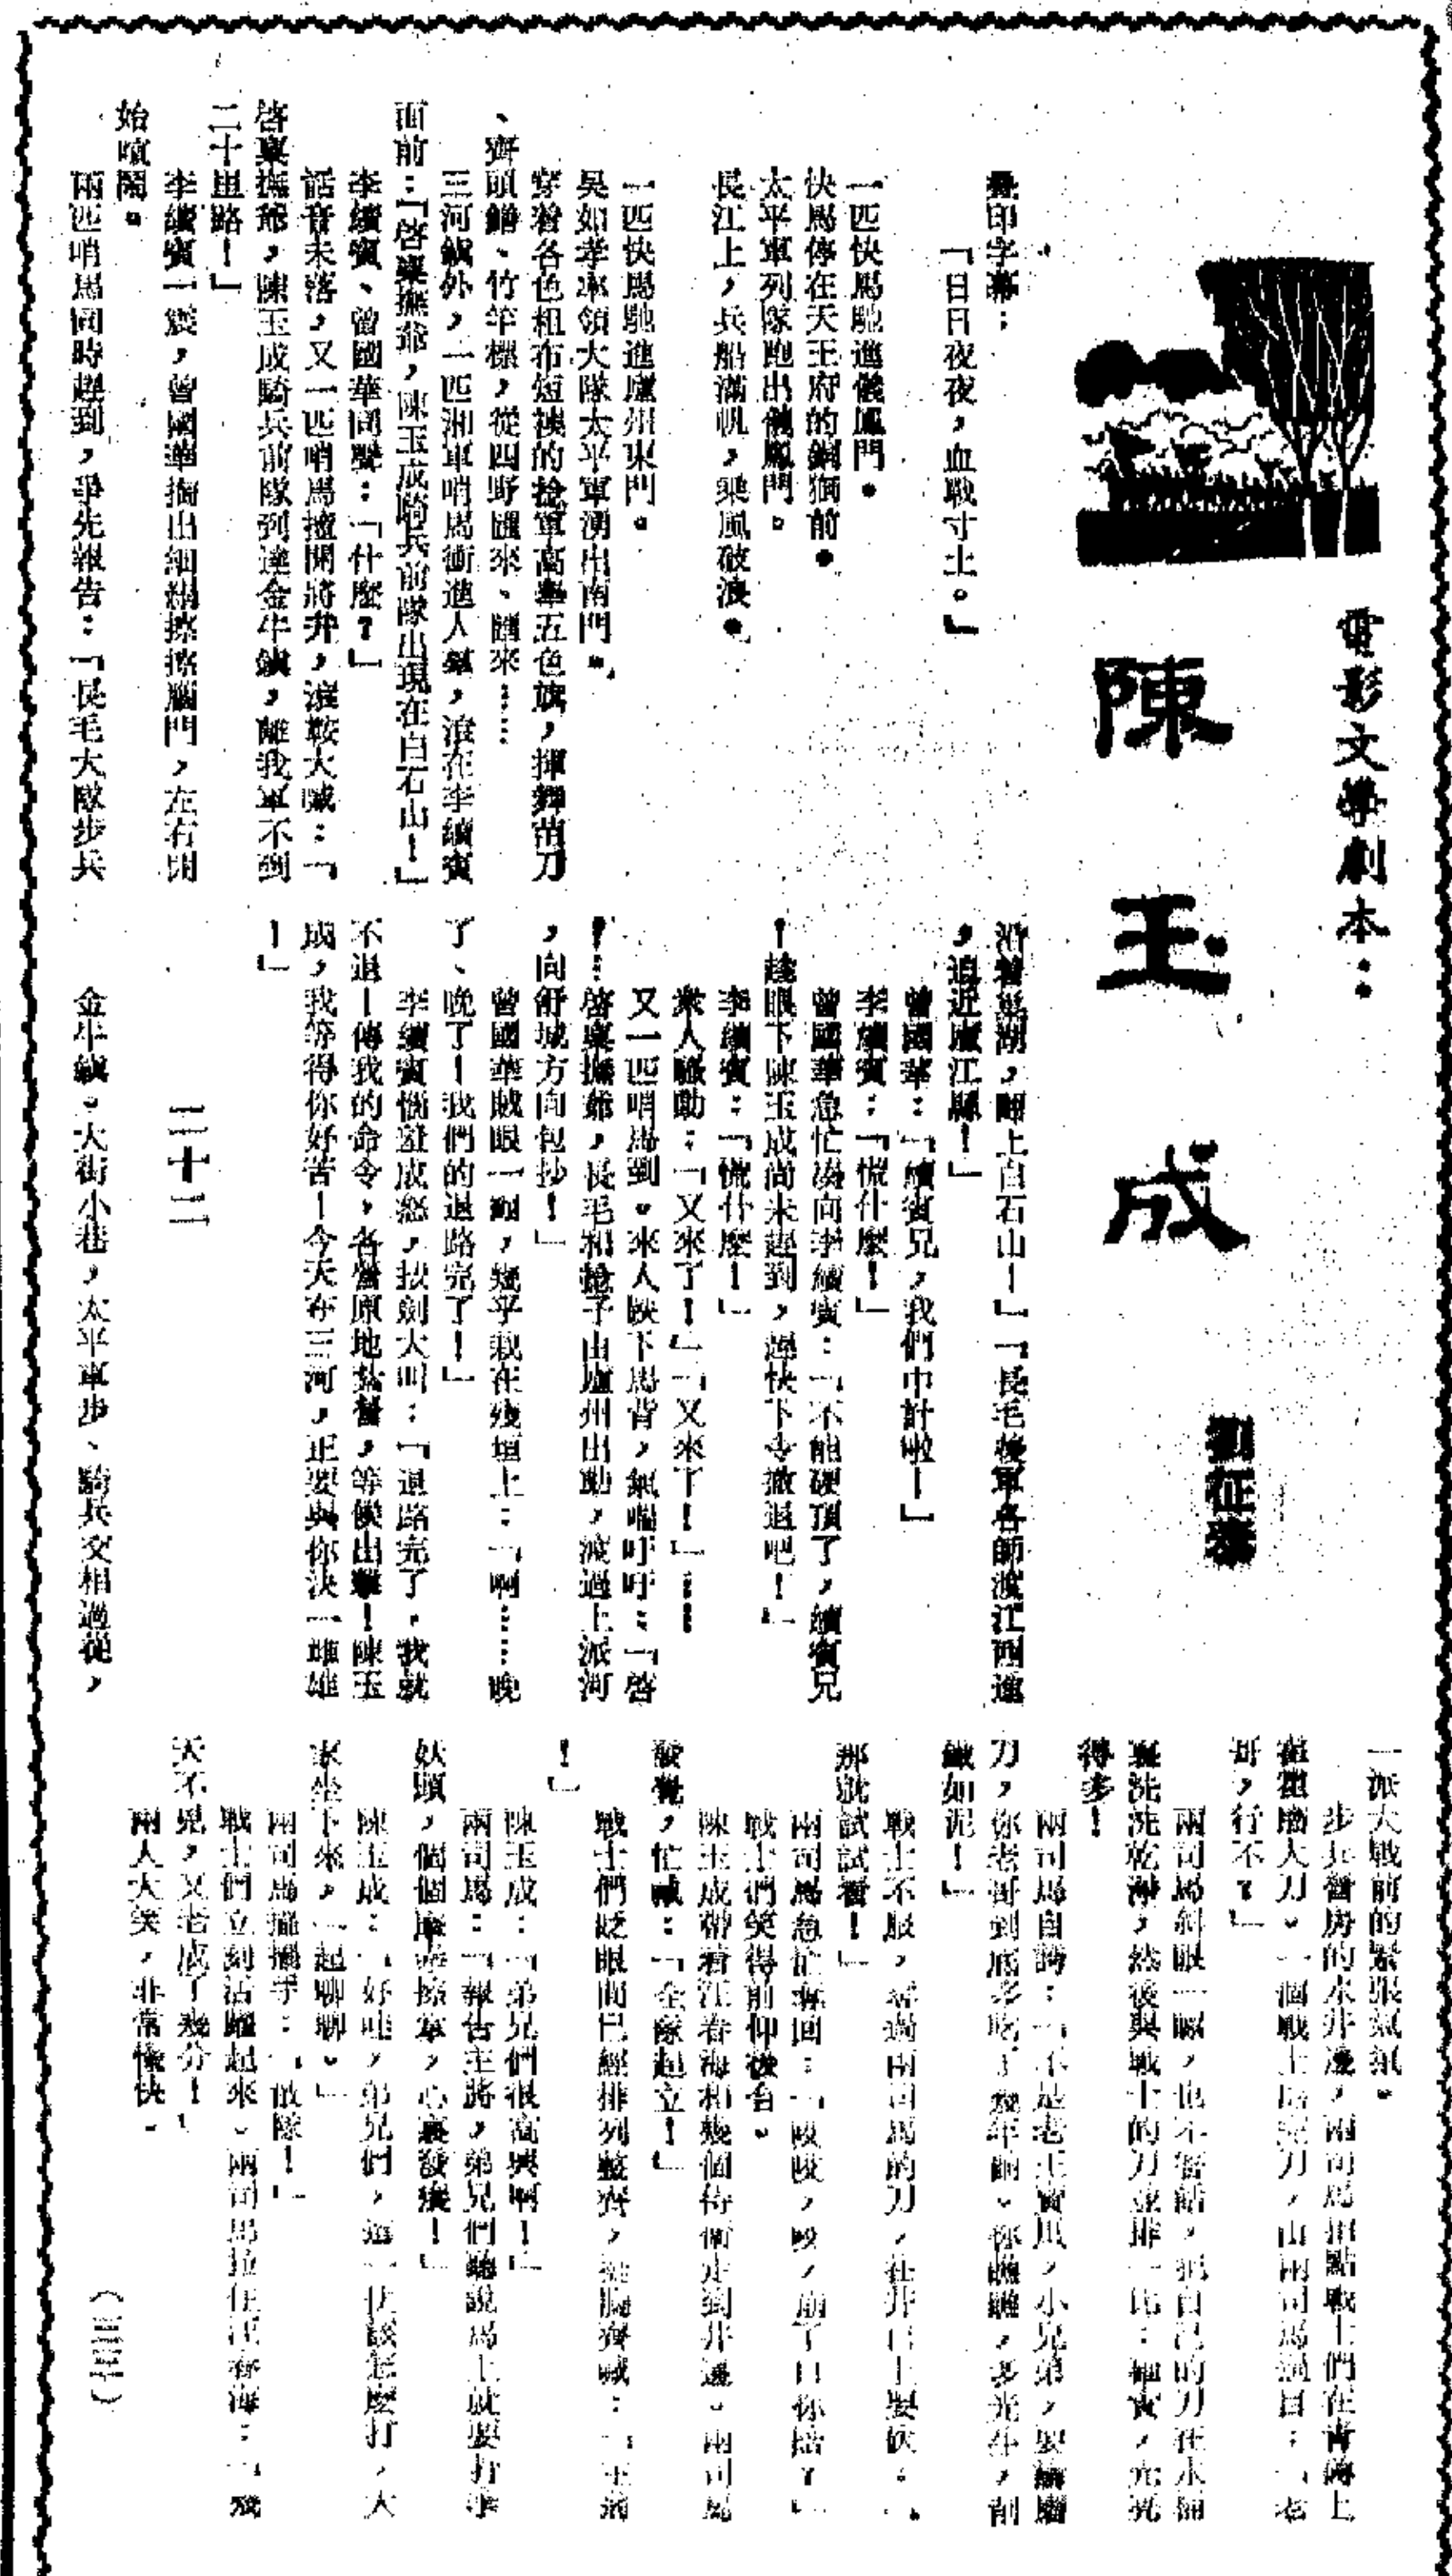 電影文學劇本：
陳玉成
劉征泰
疊印字幕：
「日日夜夜，血戰寸土。」
一匹快馬馳進儀鳳門。
快馬停在天王府的銅獅前。
太平軍列隊跑出儀鳳門。
長江上，兵船滿帆，乘風破浪。
一匹快馬馳進廬州東門。
吳如孝率領大隊太平軍湧出南門。
穿着各色粗布短襖的捻軍高舉五色旗，揮舞苗刀
、齊頭鐮、竹竿標，從四野匯來、匯來……
三河鎮外，一匹湘軍哨馬衝進人羣，滾在李續賓
面前：「啓稟撫爺，陳玉成騎兵前隊出現在白石山！」
李續賓、曾國華同聲：「什麼？」
話音未落，又一匹哨馬撞開將弁，滾鞍大喊：「
啓稟撫爺，陳玉成騎兵前隊到達金牛鎮，離我軍不到
二十里路！」
李續賓一震，曾國華摘出細絹擦擦腦門，左右開
始喧鬧。
兩匹哨馬同時趕到，爭先報告：「長毛大隊步兵
沿着巢湖，翻上白石山！」「長毛後軍各師渡江西進
，迫近廬江縣！」
曾國華：「續賓兄，我們中計啦！」
李續賓：「慌什麼！」
曾國華急忙湊向李續賓：「不能硬頂了，續賓兄
！趁眼下陳玉成尚未趕到，趕快下令撤退吧！」
李續賓：「慌什麼！」
衆人騷動：「又來了！」「又來了！」……
又一匹哨馬到。來人跌下馬背，氣喘吁吁：「啓
！…啓稟撫爺，長毛和捻子由廬州出動，渡過上派河
，向舒城方向包抄！」
曾國華賊眼一翻，幾乎栽在殘垣上：「啊……晚
了、晚了！我們的退路完了！」
李續賓惱羞成怒，拔劍大叫：「退路完了，我就
不退！傳我的命令，各營原地紮營，等候出擊！陳玉
成，我等得你好苦！今天在三河，正要與你決一雌雄
！」
二十二
金牛鎮。大街小巷，太平軍步、騎兵交相過從，
一派大戰前的緊張氣氛。
步兵營房的水井邊，兩司馬指點戰士們在青磚上
磨大刀。一個戰士磨完刀，由兩司馬過目：「老
哥，行不？」
兩司馬斜眼一瞟，也不答話，把自己的刀在水桶
裏洗洗乾淨，然後與戰士的刀並排一比：確實，光亮
得多！
兩司馬自誇：「不是老王賣瓜，小兄弟，要講磨
刀，你老哥到底多吃了幾年鹹。你瞧瞧，多光生，削
鐵如泥！」
戰士不服，奪過兩司馬的刀，往井口上要砍：「
那就試試看！」
兩司馬急忙奪回：「哎哎，哎，崩了口你賠？」
戰士們笑得前仰後合。
陳玉成帶着汪春海和幾個侍衛走到井邊。兩司馬
發覺，忙喊：「全隊起立！」
戰士們眨眼間已經排列整齊，挺胸齊喊：「
！」
陳玉成：「弟兄們很高興啊！」
兩司馬：「報告主將，弟兄們聽說馬上就要打李
妖頭，個個摩拳擦掌，心裏發癢！」
陳玉成：「好哇，弟兄們，這一仗該怎麼打，大
家坐下來，一起聊聊。」
兩司馬擺擺手：「散隊！」
戰士們立刻活躍起來。兩司馬拉住汪春海：「幾
天不見，又老成了幾分！」
兩人大笑，非常愉快。